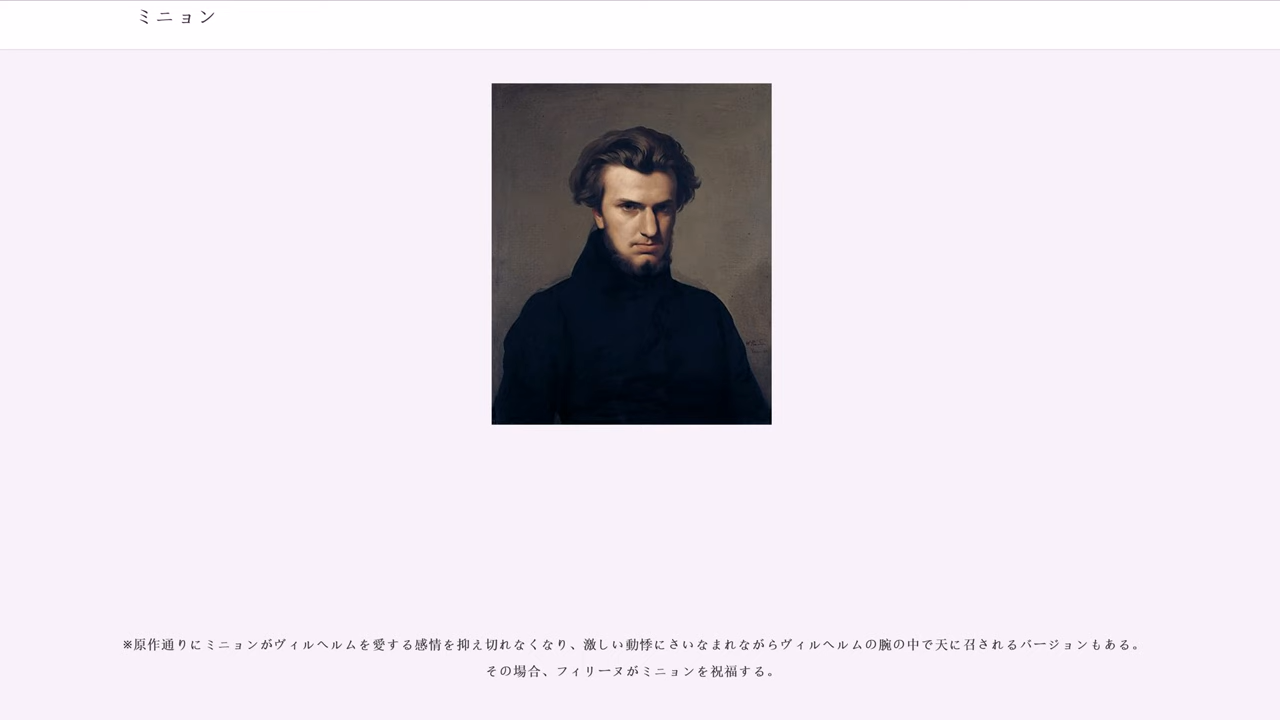 ミニョン
※原作通りにミニョンがヴィルヘルムを愛する感情を抑え切れなくなり、激しい動悸にさいなまれながらヴィルヘルムの腕の中で天に召されるバージョンもある。
その場合、フィリーヌがミニョンを祝福する。